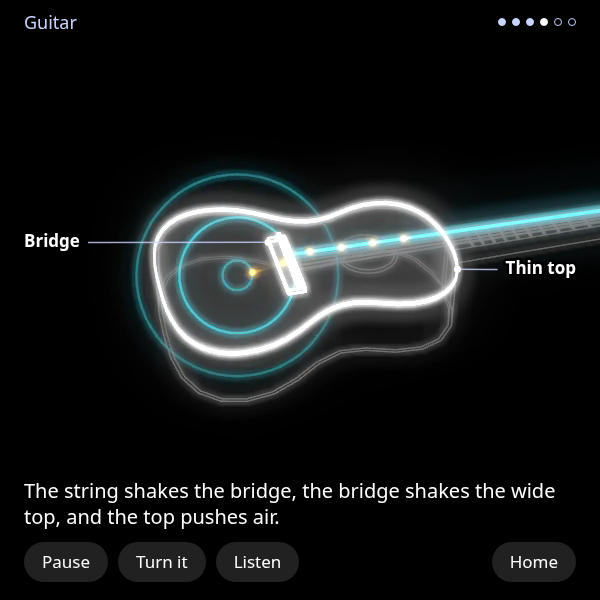 Guitar
Bridge
Thin top
The string shakes the bridge, the bridge shakes the wide
top, and the top pushes air.
Pause
Turn it
Listen
Home